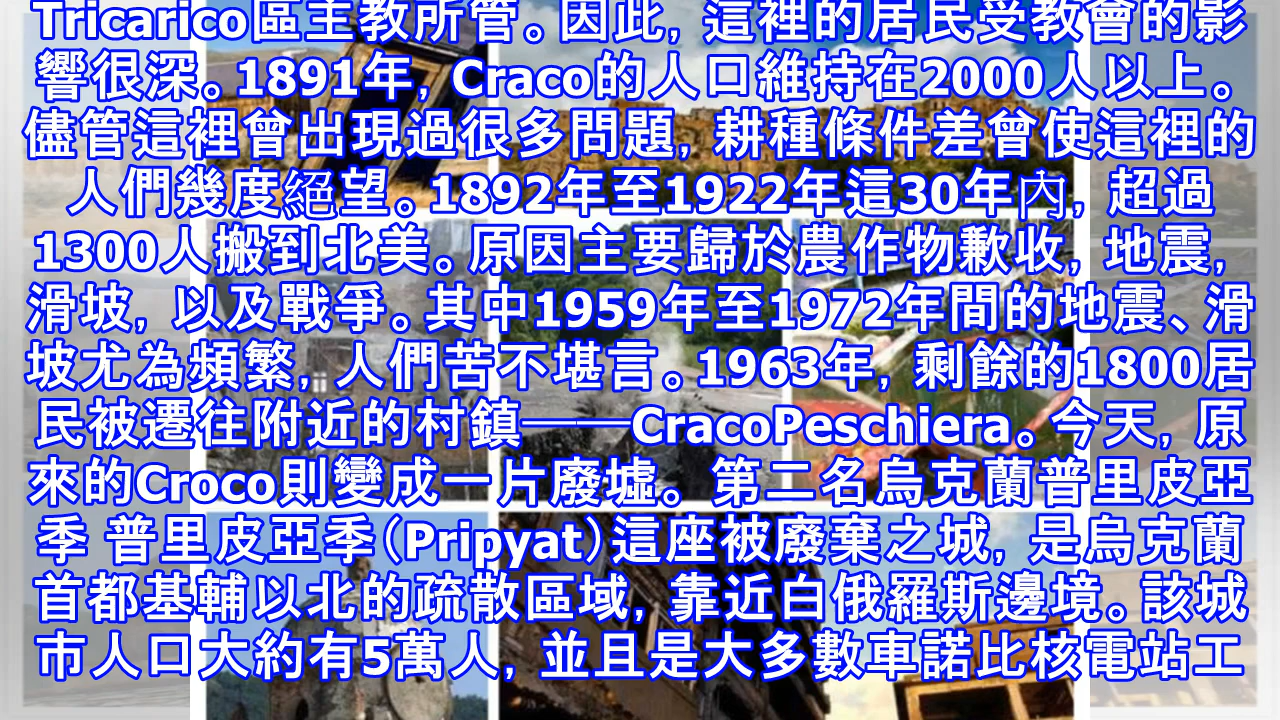 Tricarico區主教所管。因此, 這裡的居民受教會的影
響很深。1891年, Craco的人口維持在2000人以上。
儘管這裡曾出現過很多問題, 耕種條件差曾使這裡的
人們幾度絕望。1892年至1922年這30年內, 超過
1300人搬到北美。原因主要歸於農作物歉收, 地震,
滑坡, 以及戰爭。其中1959年至1972年間的地震、滑
坡尤為頻繁, 人們苦不堪言。1963年, 剩餘的1800居
民被遷往附近的村鎮——CracoPeschiera。今天, 原
來的Croco則變成一片廢墟。 第二名烏克蘭普里皮亞
季 普里皮亞季(Pripyat)這座被廢棄之城, 是烏克蘭
首都基輔以北的疏散區域, 靠近白俄羅斯邊境。該城
市人口大約有5萬人, 並且是大多數車諾比核電站工